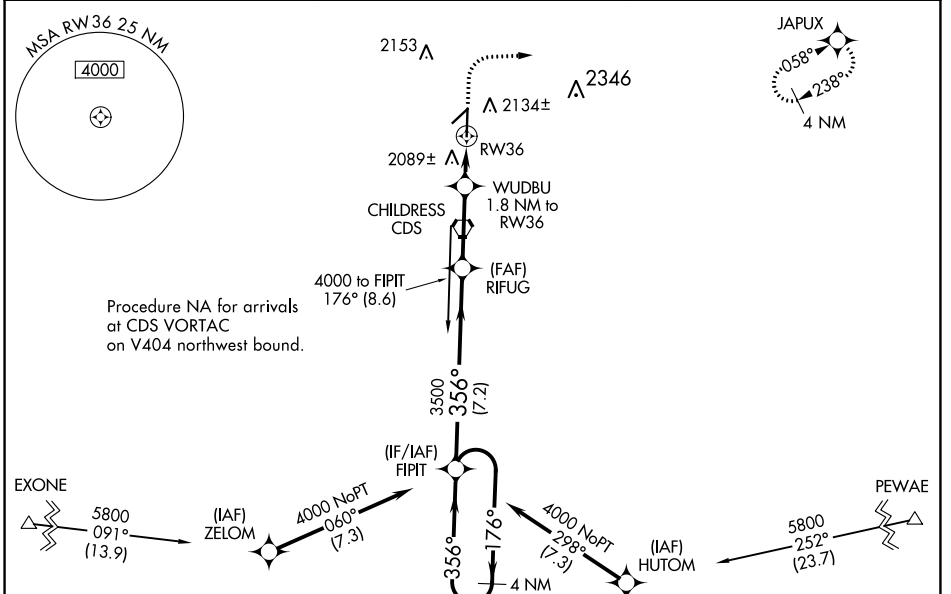 MSA RW36 25 NM
4000
2153
2346
2134±
RW36
2089±
WUDBU
1.8 NM to
RW36
JAPUX
058°
238°
4 NM
CHILDRESS
CDS
4000 to FIPIT
176° (8.6)
(FAF)
RIFUG
Procedure NA for arrivals
at CDS VORTAC
on V404 northwest bound.
3500
356°
(7.2)
(IF/IAF)
FIPIT
EXONE
5800
091°
(13.9)
(IAF)
ZELOM
4000 NoPT
060°
(7.3)
356°
176°
4 NM
4000 NoPT
298°
(7.3)
(IAF)
HUTOM
PEWAE
5800
252°
(23.7)